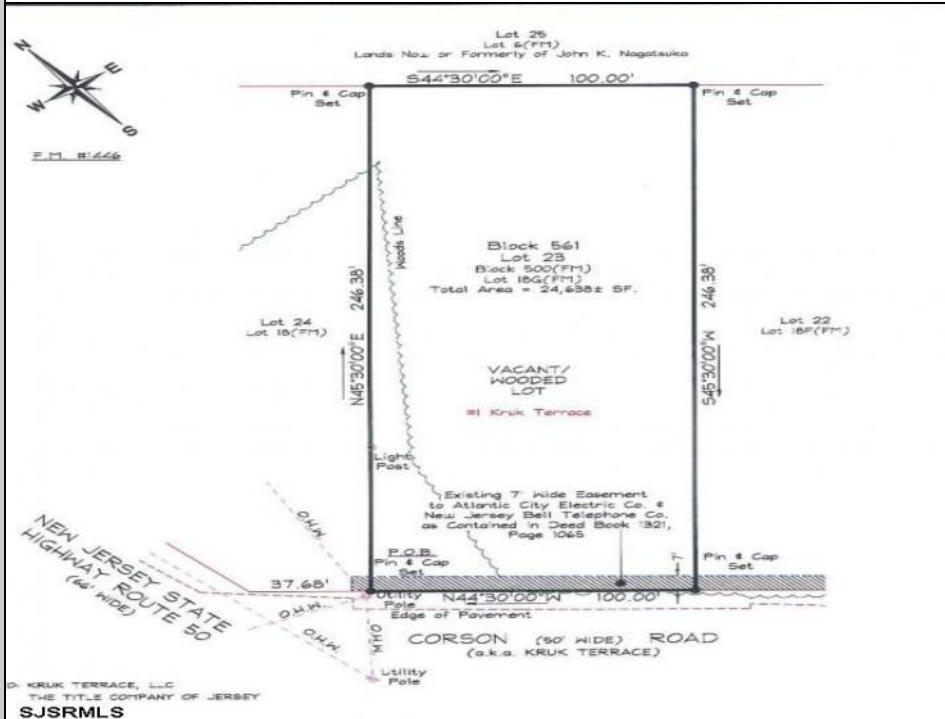 Lot 25
Lot 6(FM)
Lands Now or Formerly of John K. Nagatsuka
S44°30'00"E 100.00'
Pin & Cap
Set
Pin & Cap
Set
N
E
W
S
F.M. #1446
Woods Line
Block 561
Lot 23
Block 500(FM)
Lot 18G(FM)
Total Area = 24,638± SF.
N45°30'00"E 246.38'
S45°30'00"W 246.38'
Lot 24
Lot 18(FM)
Lot 22
Lot 18F(FM)
VACANT/
WOODED
LOT
#1 Kruk Terrace
Light
Post
Existing 7' Wide Easement
to Atlantic City Electric Co. &
New Jersey Bell Telephone Co.
as Contained in Deed Book 1321,
Page 1065
O.H.W.
NEW JERSEY STATE
HIGHWAY ROUTE 50
(66' WIDE)
P.O.B.
Pin & Cap
Set
7'
Pin & Cap
Set
37.68'
Utility
Pole
N44°30'00"W 100.00'
Edge of Pavement
O.H.W.
O.H.W.
OHW
CORSON (50' WIDE) ROAD
(a.k.a. KRUK TERRACE)
Utility
Pole
KRUK TERRACE, LLC
THE TITLE COMPANY OF JERSEY
SJSRMLS